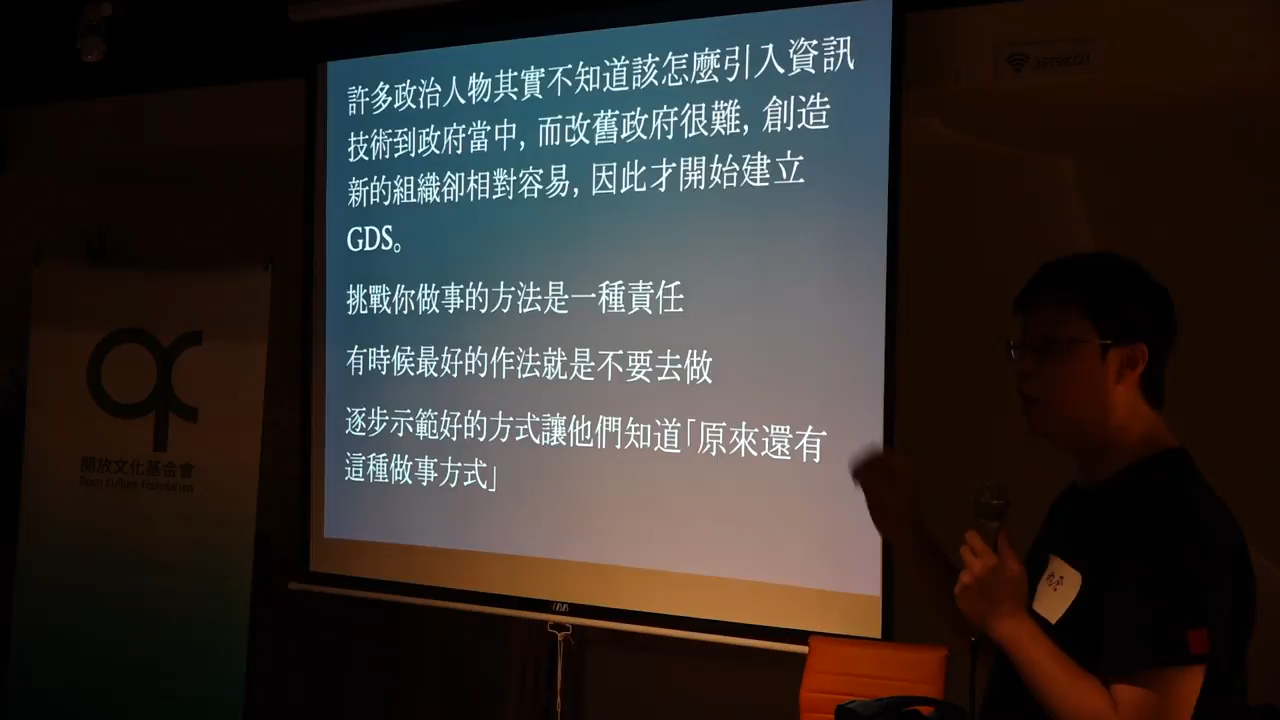 許多政治人物其實不知道該怎麼引入資訊
技術到政府當中, 而改舊政府很難, 創造
新的組織卻相對容易, 因此才開始建立
GDS。
挑戰你做事的方法是一種責任
有時候最好的作法就是不要去做
逐步示範好的方式讓他們知道「原來還有
這種做事方式」
開放文化基金會
Open Culture Foundation